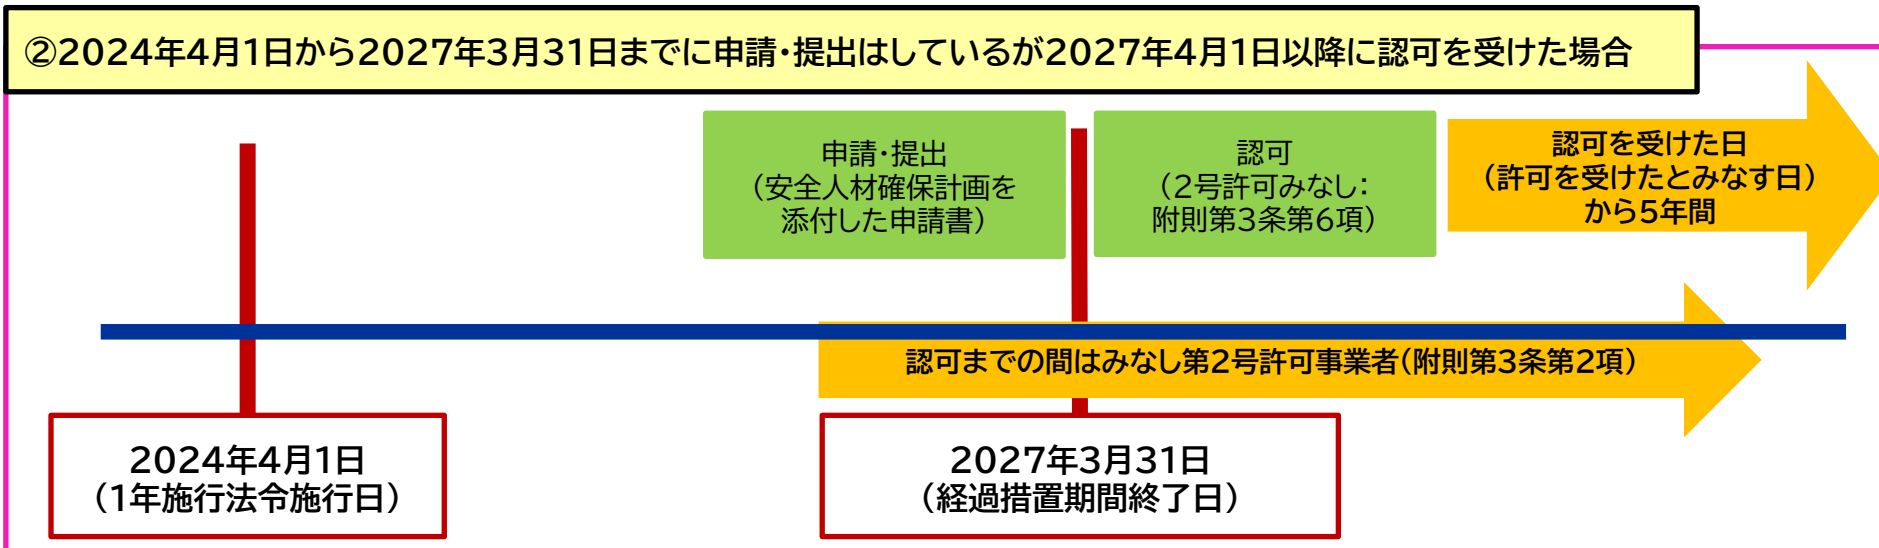 ②2024年4月1日から2027年3月31日までに申請・提出はしているが2027年4月1日以降に認可を受けた場合
申請・提出
（安全人材確保計画を
添付した申請書）
認可
（2号許可みなし：
附則第3条第6項）
認可を受けた日
（許可を受けたとみなす日）
から5年間
認可までの間はみなし第2号許可事業者（附則第3条第2項）
2024年4月1日
（1年施行法令施行日）
2027年3月31日
（経過措置期間終了日）